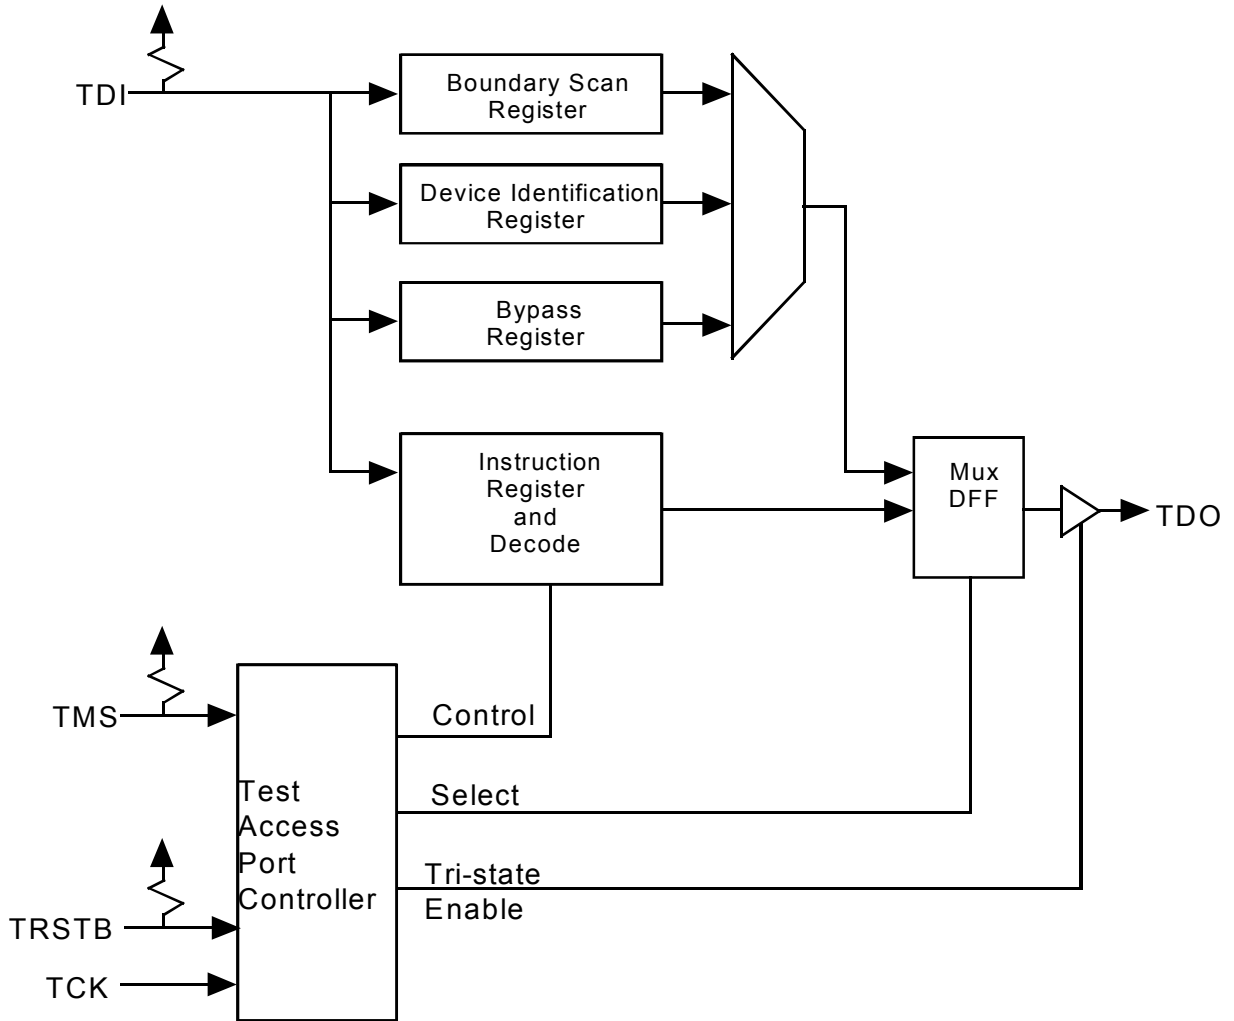 TDI
Boundary Scan
Register
Device Identification
Register
Bypass
Register
Instruction
Register
and
Decode
Mux
DFF
TDO
TMS
Control
Test
Access
Port
Controller
Select
Tri-state
Enable
TRSTB
TCK